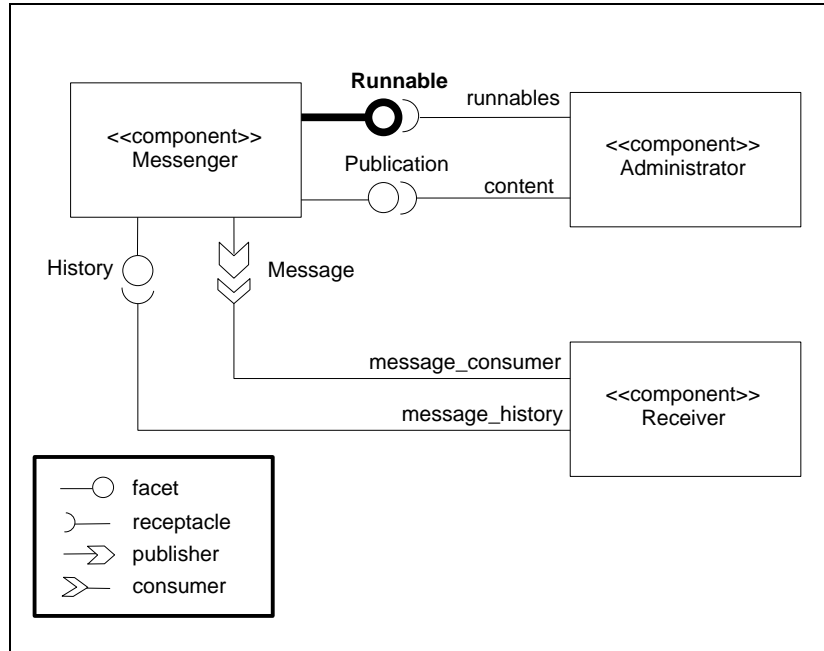 Runnable
runnables
<<component>>
Messenger
<<component>>
Administrator
Publication
content
History
Message
message_consumer
<<component>>
Receiver
message_history
facet
receptacle
publisher
consumer